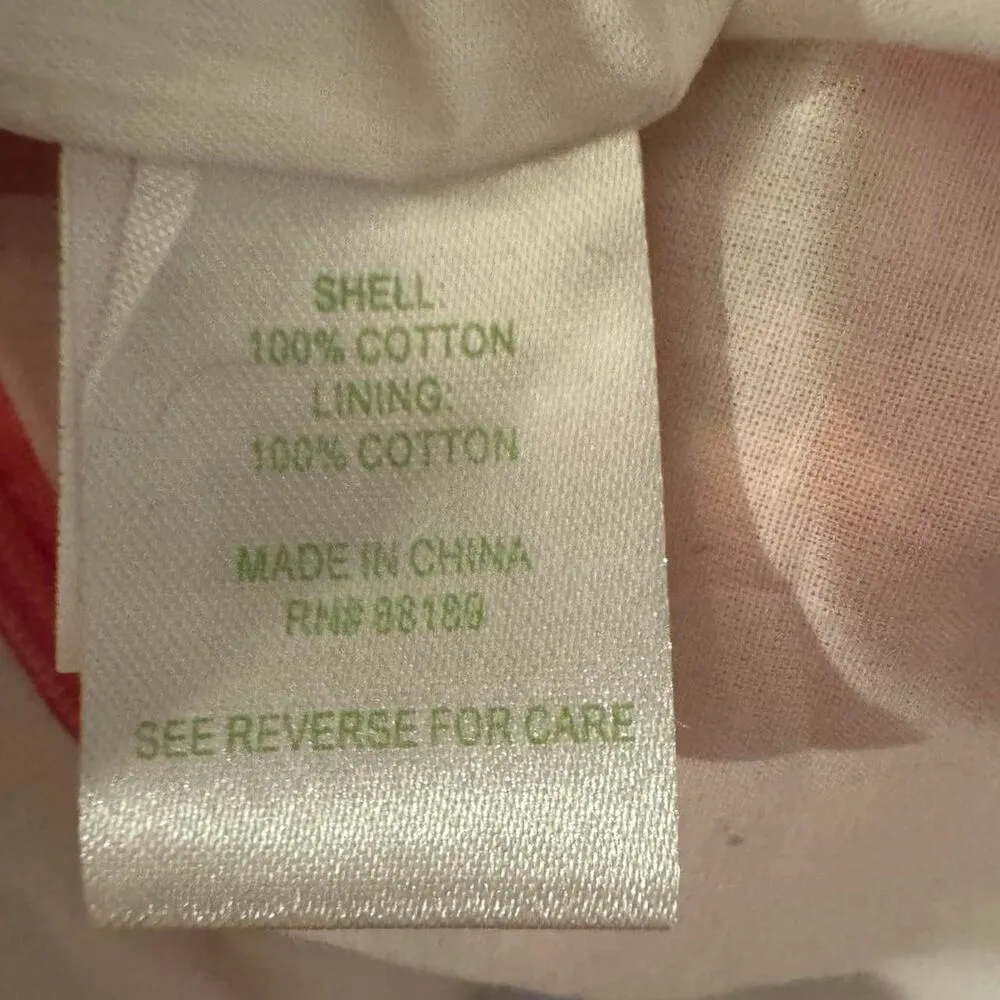 SHELL:
100% COTTON
LINING:
100% COTTON
MADE IN CHINA
RN# 98189
SEE REVERSE FOR CARE